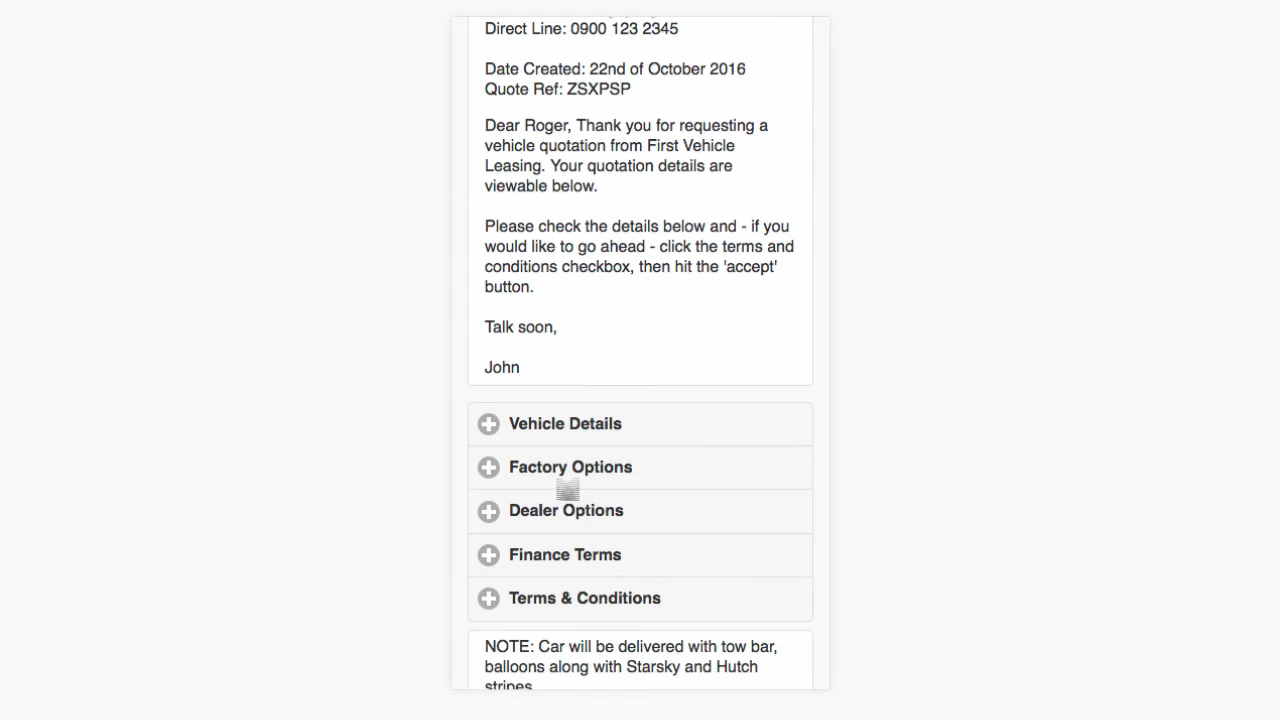 Direct Line: 0900 123 2345
Date Created: 22nd of October 2016
Quote Ref: ZSXPSP
Dear Roger, Thank you for requesting a
vehicle quotation from First Vehicle
Leasing. Your quotation details are
viewable below.
Please check the details below and - if you
would like to go ahead - click the terms and
conditions checkbox, then hit the 'accept'
button.
Talk soon,
John
Vehicle Details
Factory Options
Dealer Options
Finance Terms
Terms & Conditions
NOTE: Car will be delivered with tow bar,
balloons along with Starsky and Hutch
stripes